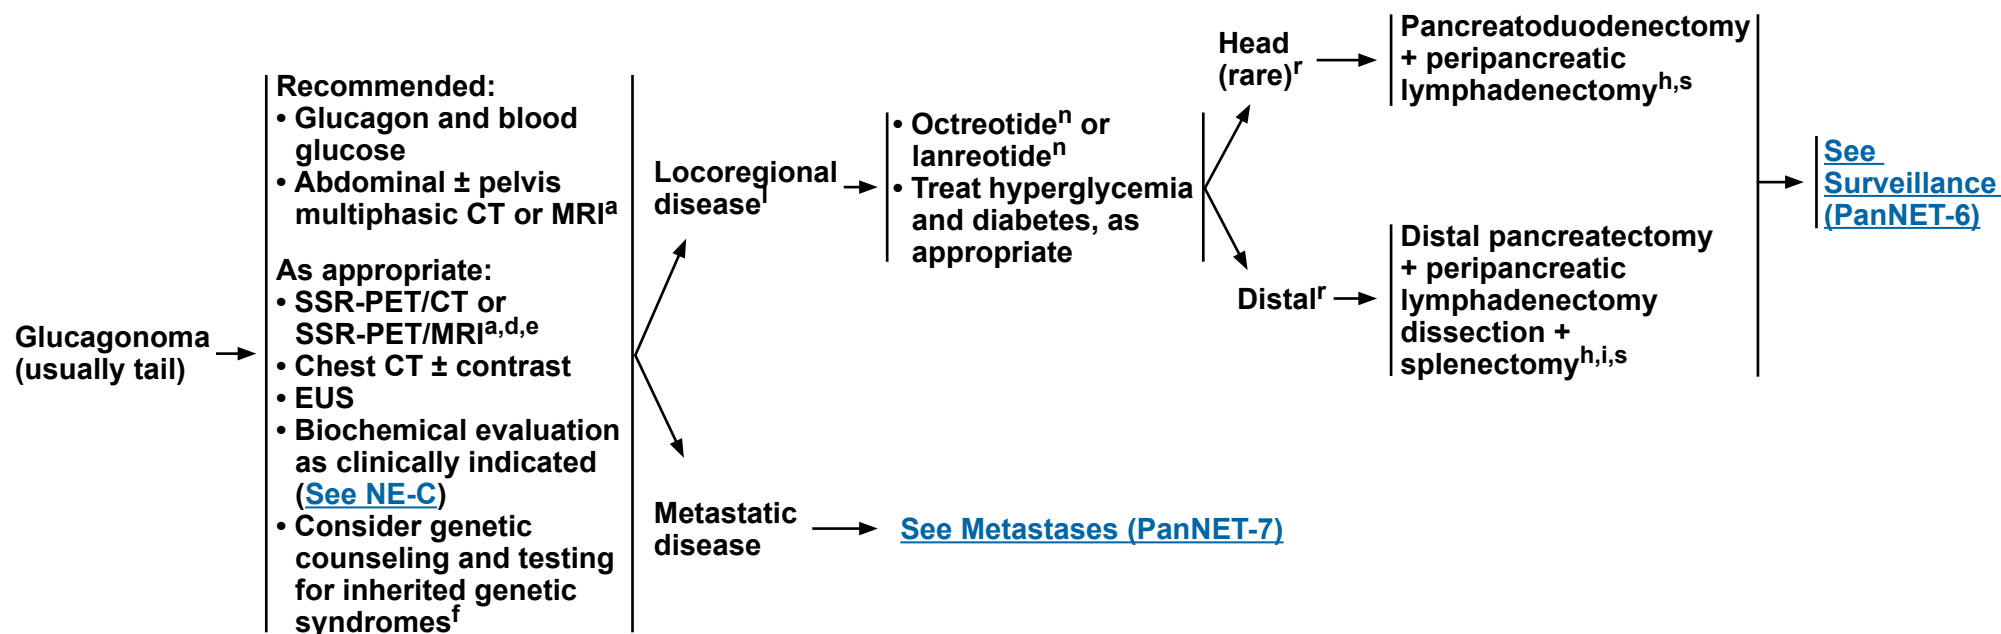 Glucagonoma
(usually tail)
Recommended:
• Glucagon and blood
glucose
• Abdominal ± pelvis
multiphasic CT or MRIa
As appropriate:
• SSR-PET/CT or
SSR-PET/MRIa,d,e
• Chest CT ± contrast
• EUS
• Biochemical evaluation
as clinically indicated
(See NE-C)
• Consider genetic
counseling and testing
for inherited genetic
syndromesf
Locoregional
diseasel
• Octreotiden or
lanreotiden
• Treat hyperglycemia
and diabetes, as
appropriate
Head
(rare)r
Pancreatoduodenectomy
+ peripancreatic
lymphadenectomyh,s
Distalr
Distal pancreatectomy
+ peripancreatic
lymphadenectomy
dissection +
splenectomyh,i,s
See
Surveillance
(PanNET-6)
Metastatic
disease
See Metastases (PanNET-7)